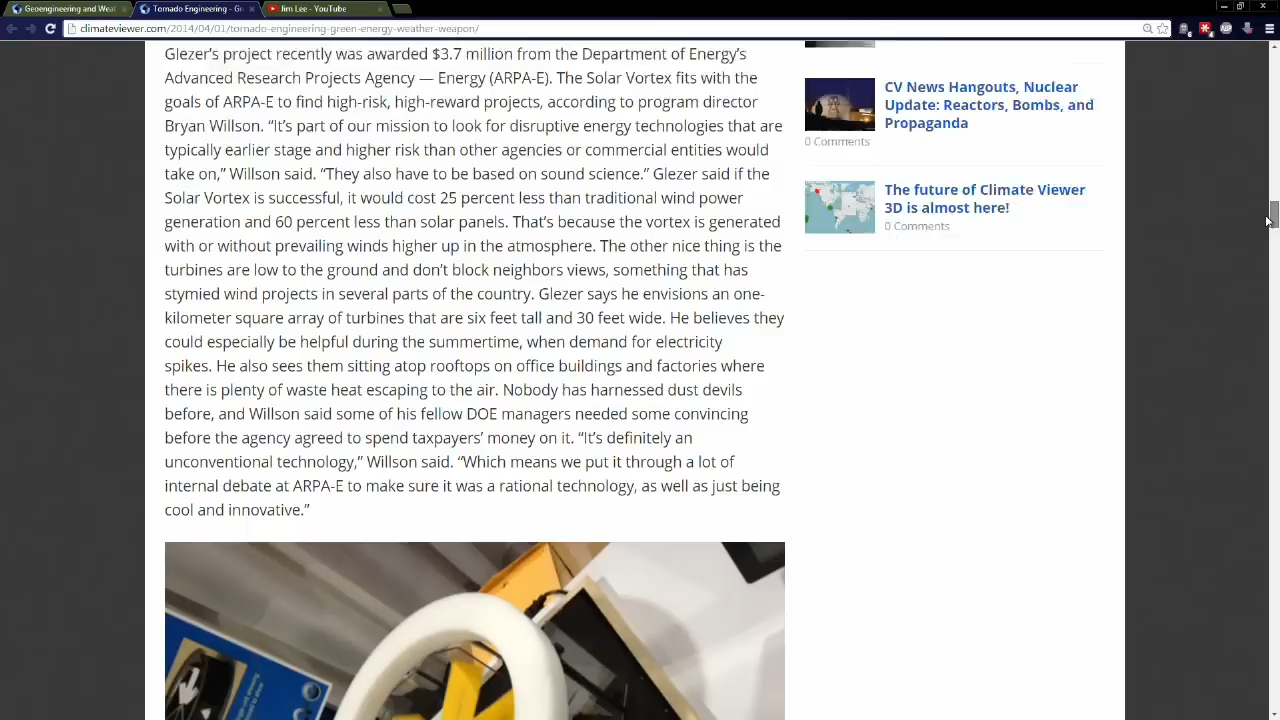 Geoengineering and Weat
Tornado Engineering - Gr
Jim Lee - YouTube
climateviewer.com/2014/04/01/tornado-engineering-green-energy-weather-weapon/
Glezer's project recently was awarded $3.7 million from the Department of Energy's
Advanced Research Projects Agency — Energy (ARPA-E). The Solar Vortex fits with the
goals of ARPA-E to find high-risk, high-reward projects, according to program director
Bryan Willson. “It’s part of our mission to look for disruptive energy technologies that are
typically earlier stage and higher risk than other agencies or commercial entities would
take on,” Willson said. “They also have to be based on sound science.” Glezer said if the
Solar Vortex is successful, it would cost 25 percent less than traditional wind power
generation and 60 percent less than solar panels. That’s because the vortex is generated
with or without prevailing winds higher up in the atmosphere. The other nice thing is the
turbines are low to the ground and don’t block neighbors views, something that has
stymied wind projects in several parts of the country. Glezer says he envisions an one-
kilometer square array of turbines that are six feet tall and 30 feet wide. He believes they
could especially be helpful during the summertime, when demand for electricity
spikes. He also sees them sitting atop rooftops on office buildings and factories where
there is plenty of waste heat escaping to the air. Nobody has harnessed dust devils
before, and Willson said some of his fellow DOE managers needed some convincing
before the agency agreed to spend taxpayers’ money on it. “It’s definitely an
unconventional technology,” Willson said. “Which means we put it through a lot of
internal debate at ARPA-E to make sure it was a rational technology, as well as just being
cool and innovative.”
CV News Hangouts, Nuclear
Update: Reactors, Bombs, and
Propaganda
0 Comments
The future of Climate Viewer
3D is almost here!
0 Comments